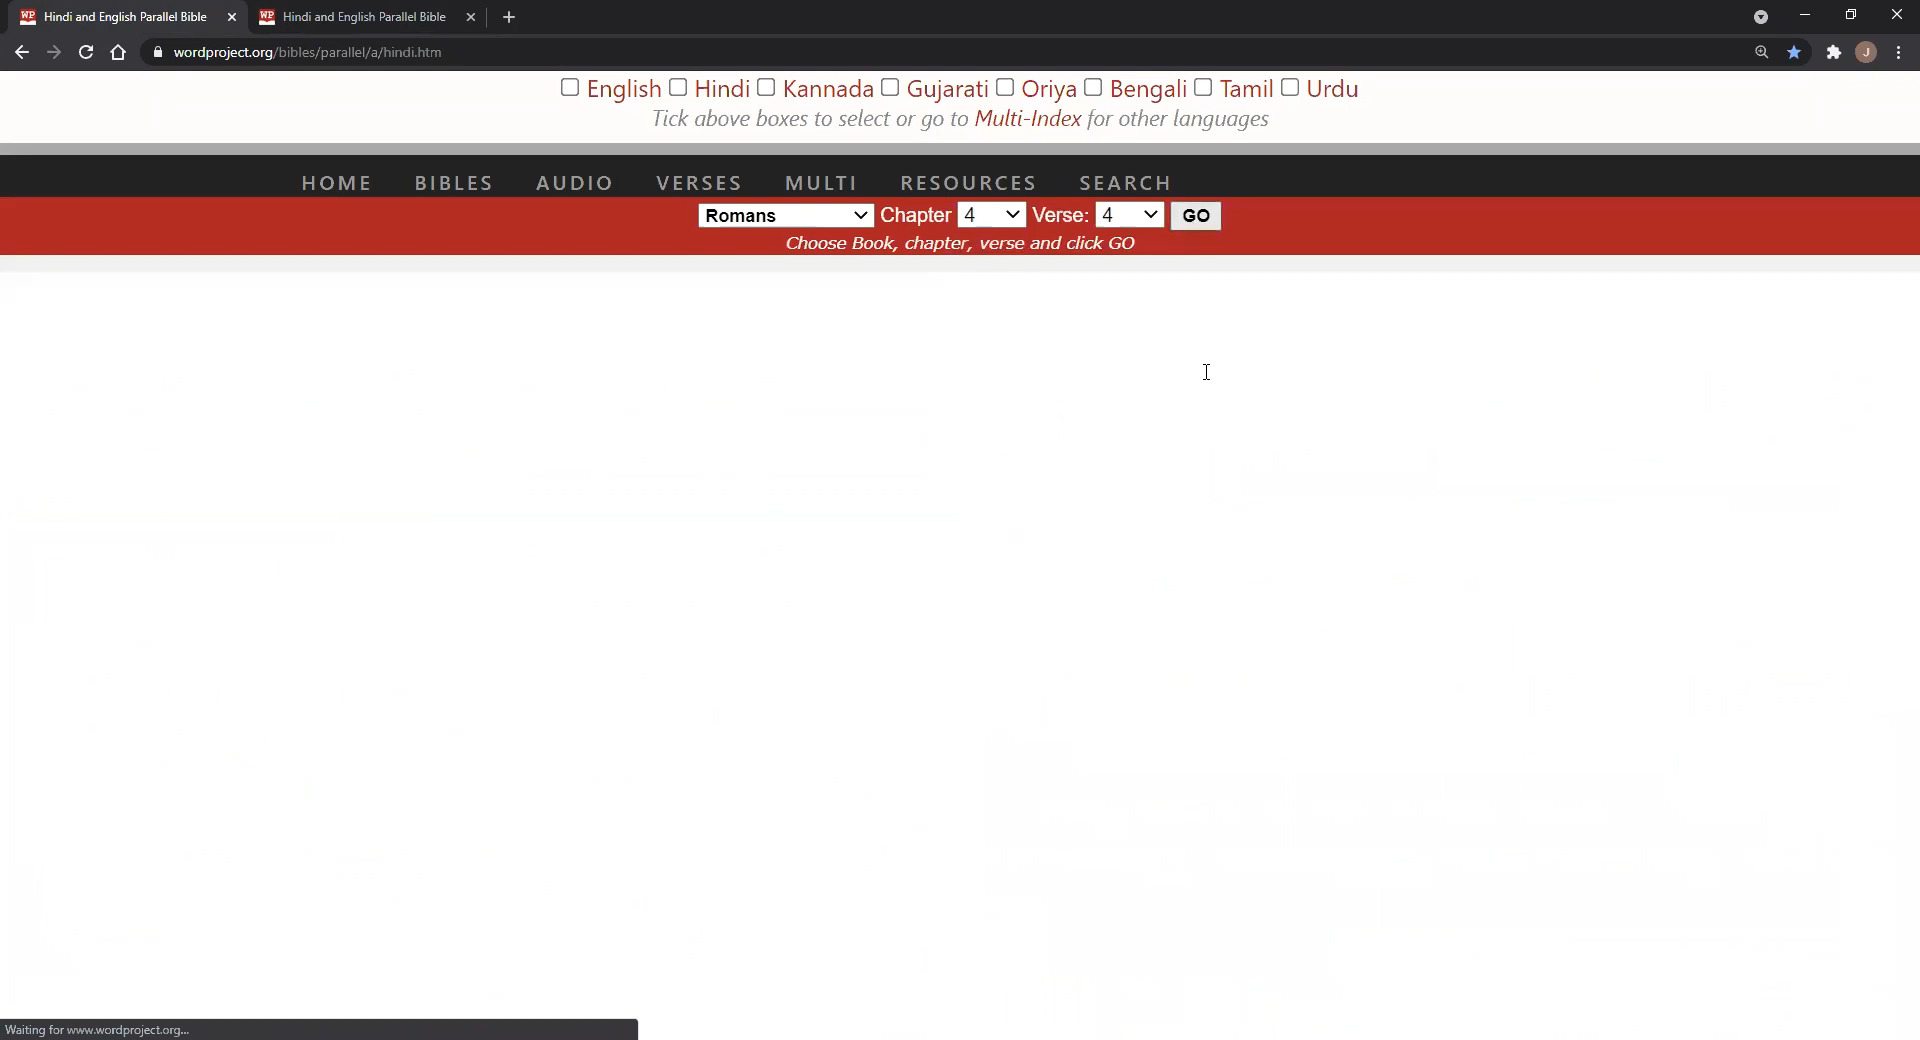 Hindi and English Parallel Bible
Hindi and English Parallel Bible
wordproject.org/bibles/parallel/a/hindi.htm
J
English Hindi Kannada Gujarati Oriya Bengali Tamil Urdu
Tick above boxes to select or go to Multi-Index for other languages
HOME BIBLES AUDIO VERSES MULTI RESOURCES SEARCH
Romans Chapter 4 Verse: 4 GO
Choose Book, chapter, verse and click GO
Waiting for www.wordproject.org...